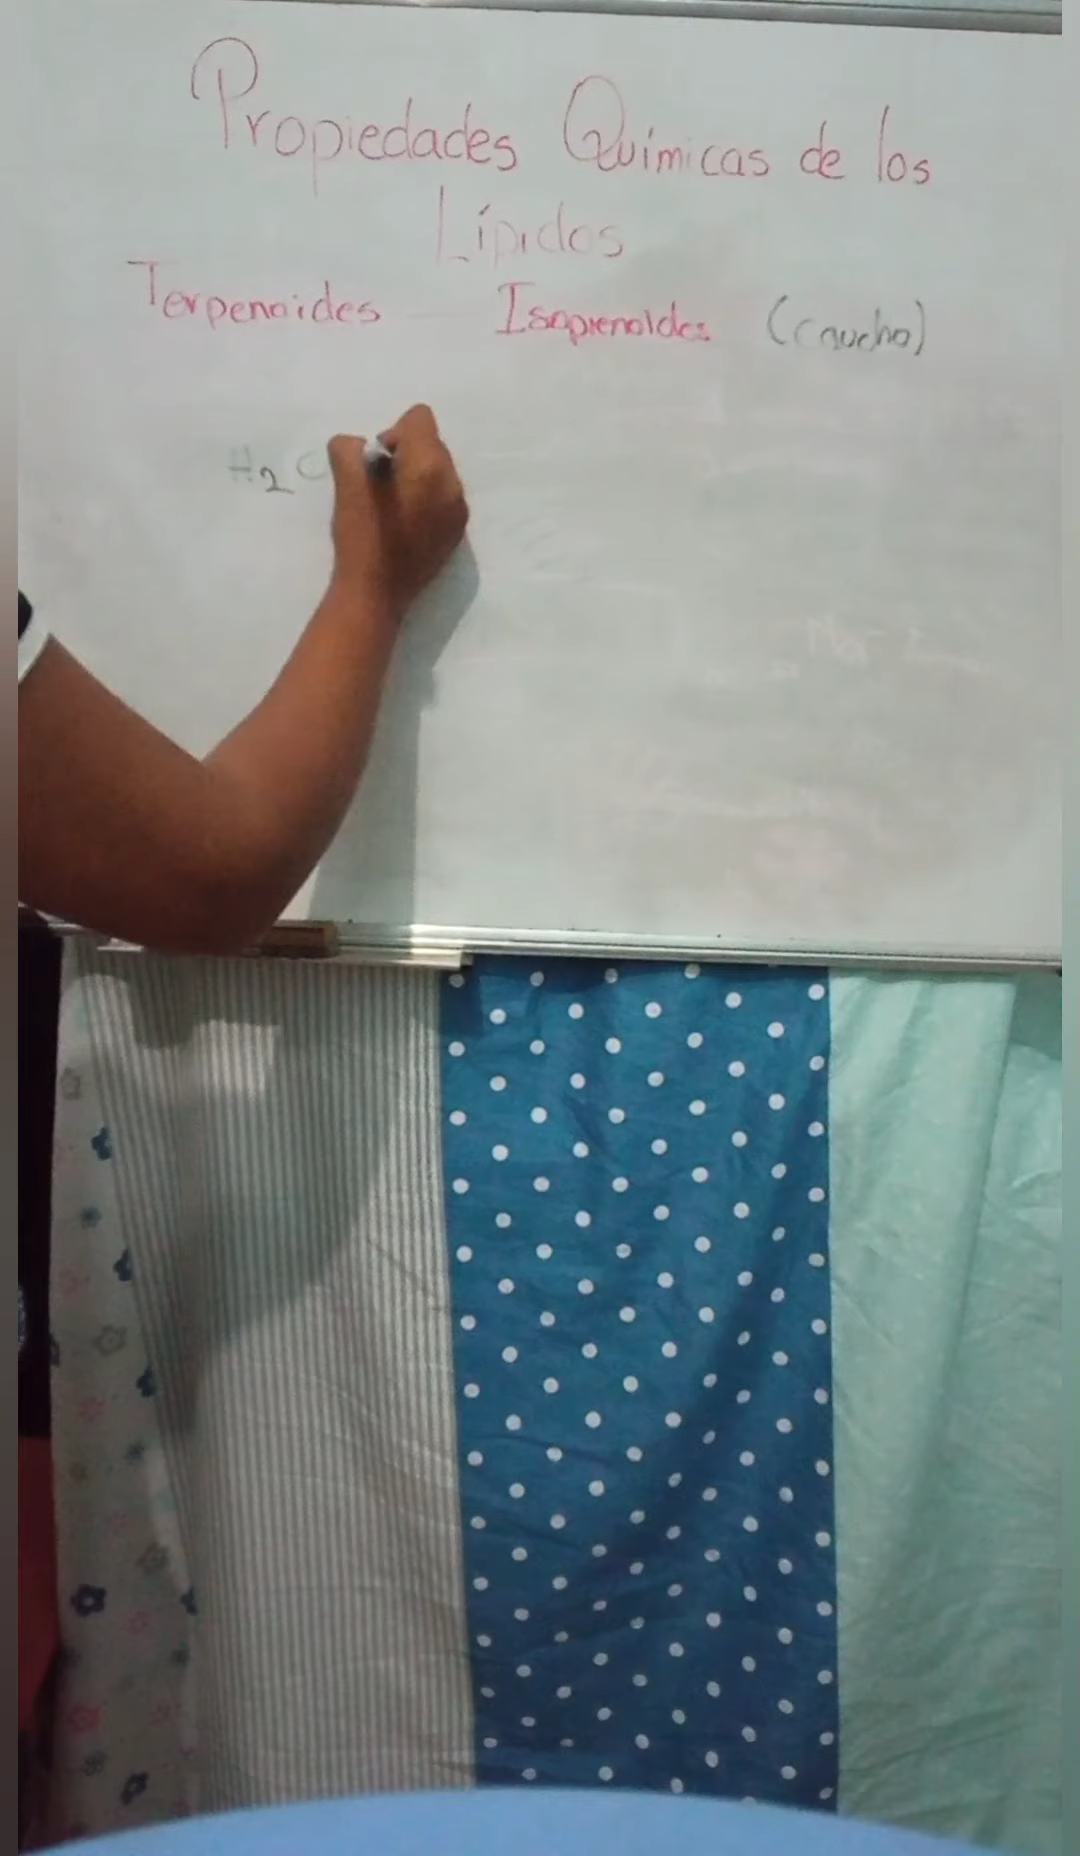 Propiedades Químicas de los
Lípidos
Terpenoides Isoprenoides (caucho)
H2C